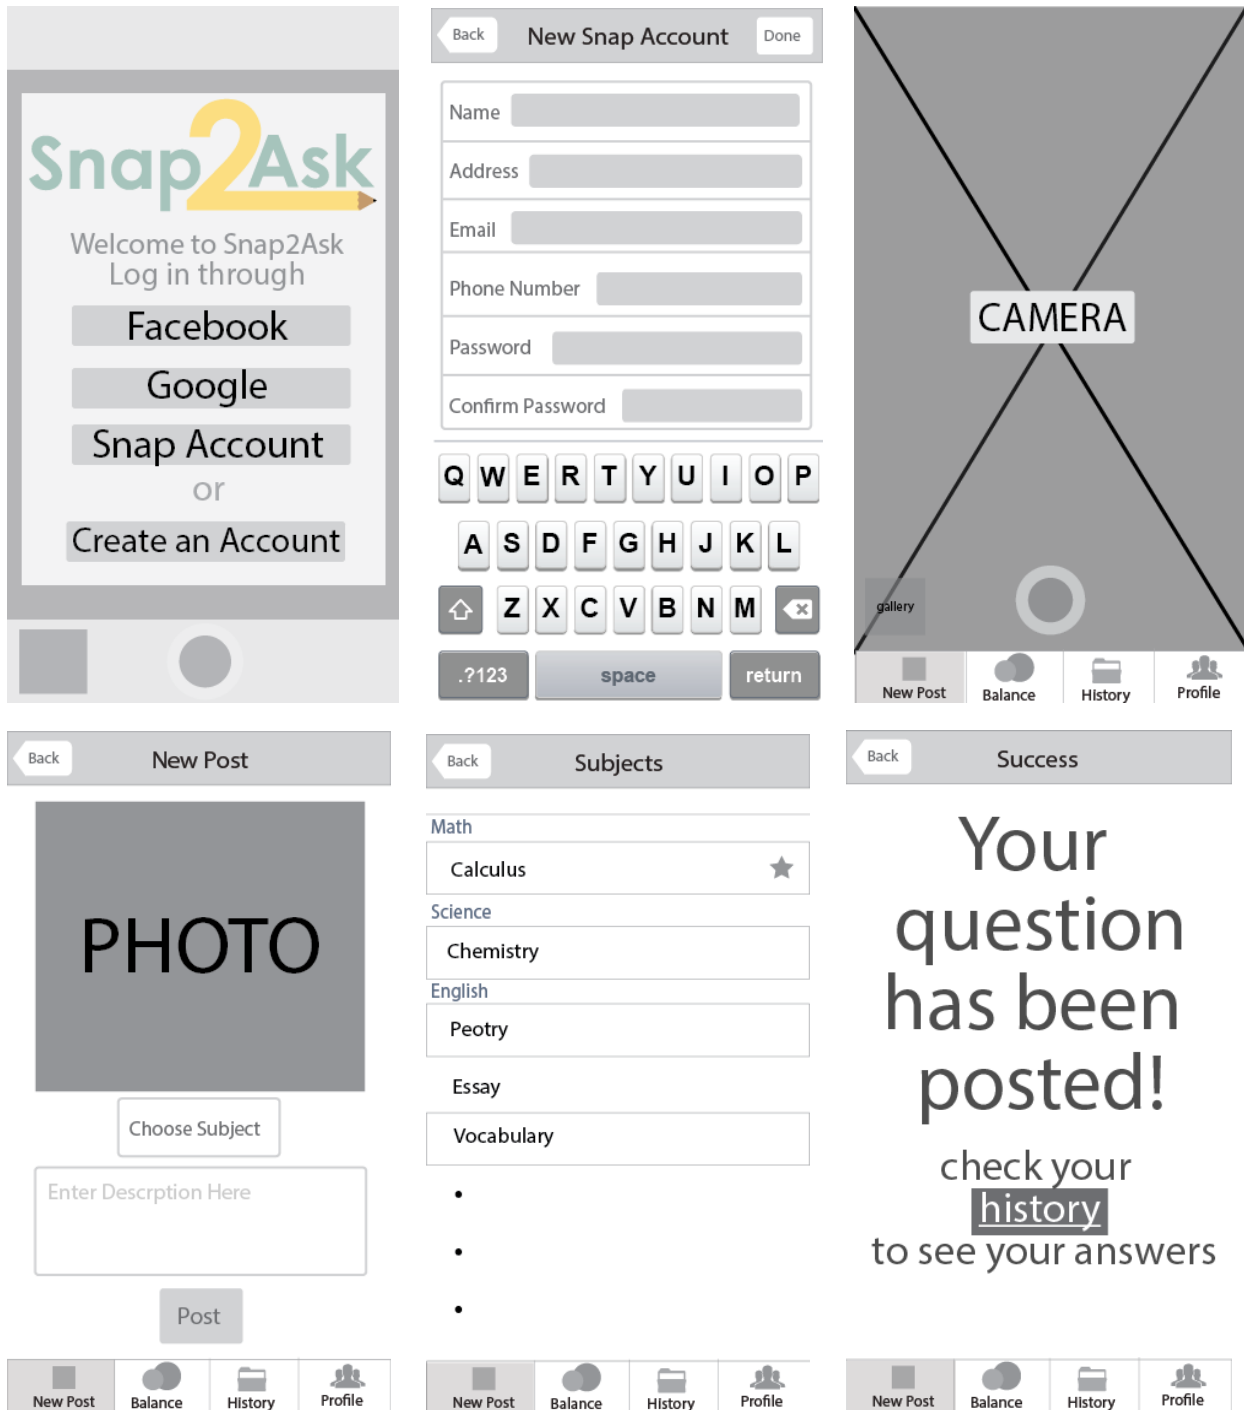 Snap2Ask
Welcome to Snap2Ask
Log in through
Facebook
Google
Snap Account
or
Create an Account
Back
New Snap Account
Done
Name
Address
Email
Phone Number
Password
Confirm Password
Q W E R T Y U I O P
A S D F G H J K L
Z X C V B N M
.?123 space return
CAMERA
gallery
New Post Balance History Profile
Back
New Post
PHOTO
Choose Subject
Enter Descrption Here
Post
New Post Balance History Profile
Back
Subjects
Math
Calculus
Science
Chemistry
English
Peotry
Essay
Vocabulary
•
•
•
New Post Balance History Profile
Back
Success
Your
question
has been
posted!
check your
history
to see your answers
New Post Balance History Profile